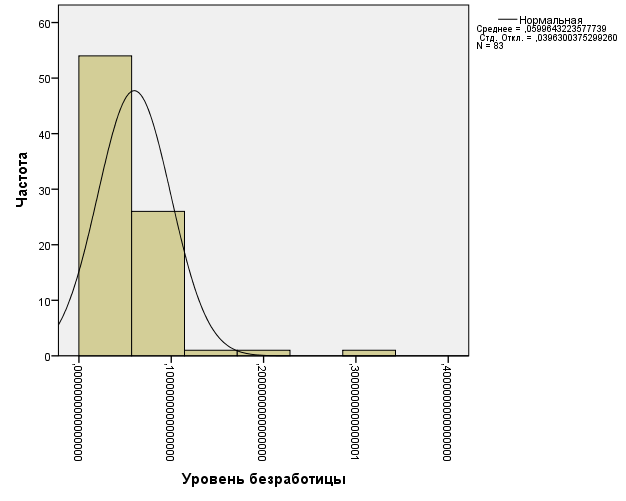 Частота
60
50
40
30
20
10
0
,0000000000000000
,1000000000000000
,2000000000000000
,3000000000000001
,4000000000000000
Уровень безработицы
Нормальная
Среднее = ,0599643223577739
Стд. Откл. = ,0396300375299260
N = 83